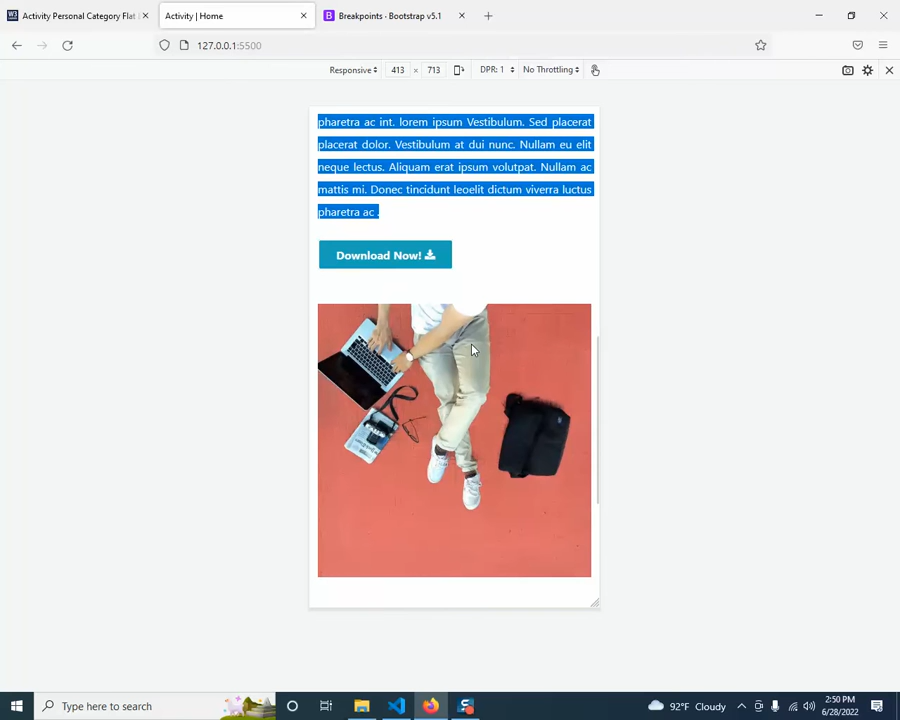 Activity Personal Category Flat
Activity | Home
Breakpoints · Bootstrap v5.1
127.0.0.1:5500
Responsive
413 × 713
DPR: 1
No Throttling
pharetra ac int. lorem ipsum Vestibulum. Sed placerat
placerat dolor. Vestibulum at dui nunc. Nullam eu elit
neque lectus. Aliquam erat ipsum volutpat. Nullam ac
mattis mi. Donec tincidunt leoelit dictum viverra luctus
pharetra ac .
Download Now!
Type here to search
92°F Cloudy
2:50 PM
6/28/2022